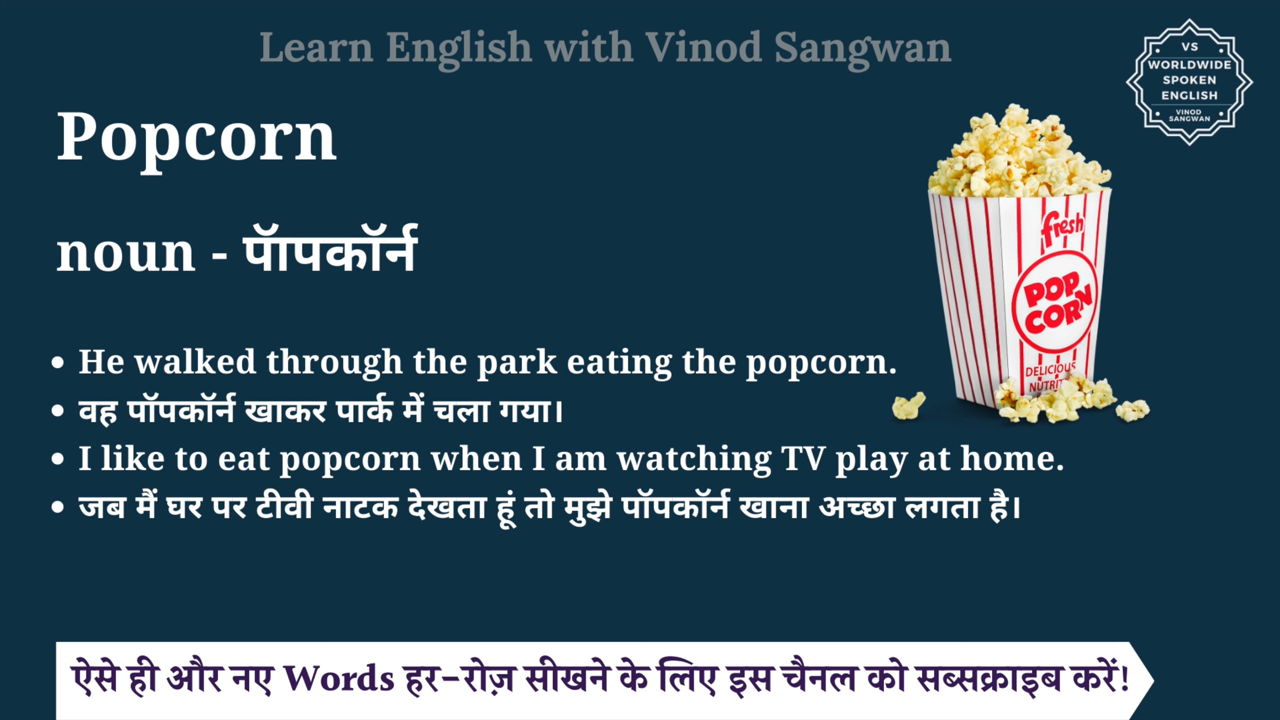 Learn English with Vinod Sangwan
VS
WORLDWIDE
SPOKEN
ENGLISH
VINOD
SANGWAN
Popcorn
noun - पॉपकॉर्न
fresh
POP
CORN
DELICIOUS
• He walked through the park eating the popcorn.
• वह पॉपकॉर्न खाकर पार्क में चला गया।
• I like to eat popcorn when I am watching TV play at home.
• जब मैं घर पर टीवी नाटक देखता हूं तो मुझे पॉपकॉर्न खाना अच्छा लगता है।
ऐसे ही और नए Words हर-रोज़ सीखने के लिए इस चैनल को सब्सक्राइब करें!